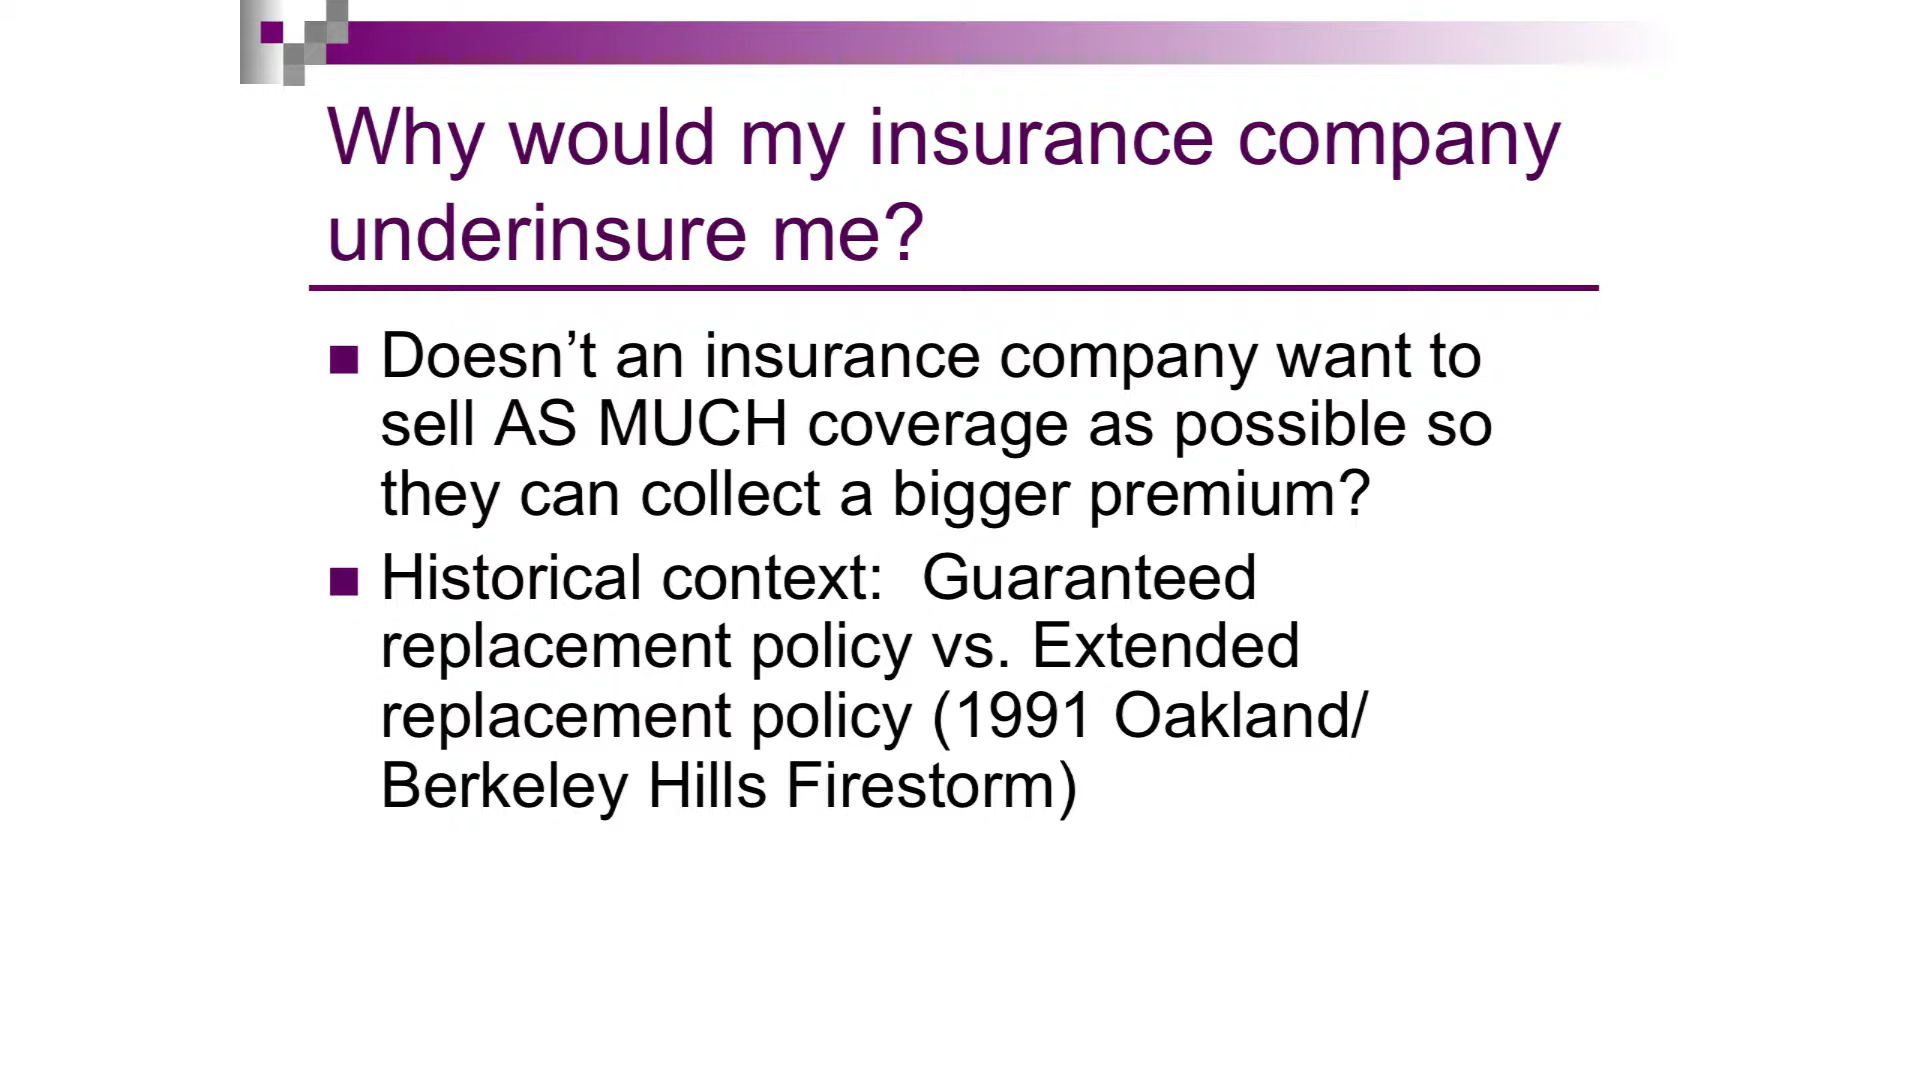 Why would my insurance company
underinsure me?
Doesn’t an insurance company want to
sell AS MUCH coverage as possible so
they can collect a bigger premium?
Historical context:  Guaranteed
replacement policy vs. Extended
replacement policy (1991 Oakland/
Berkeley Hills Firestorm)